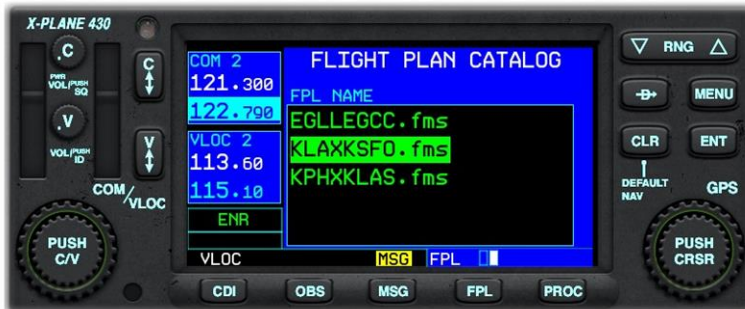 X-PLANE 430
.C
PWR
VOL/PUSH SQ
.V
VOL/PUSH ID
C
V
COM/VLOC
PUSH C/V
COM 2
121.300
122.790
VLOC 2
113.60
115.10
ENR
VLOC
FLIGHT PLAN CATALOG
FPL NAME
EGLLEGCC.fms
KLAXKSFO.fms
KPHXKLAS.fms
MSG
FPL
CDI
OBS
MSG
FPL
PROC
RNG
D
MENU
CLR
ENT
DEFAULT NAV
GPS
PUSH CRSR